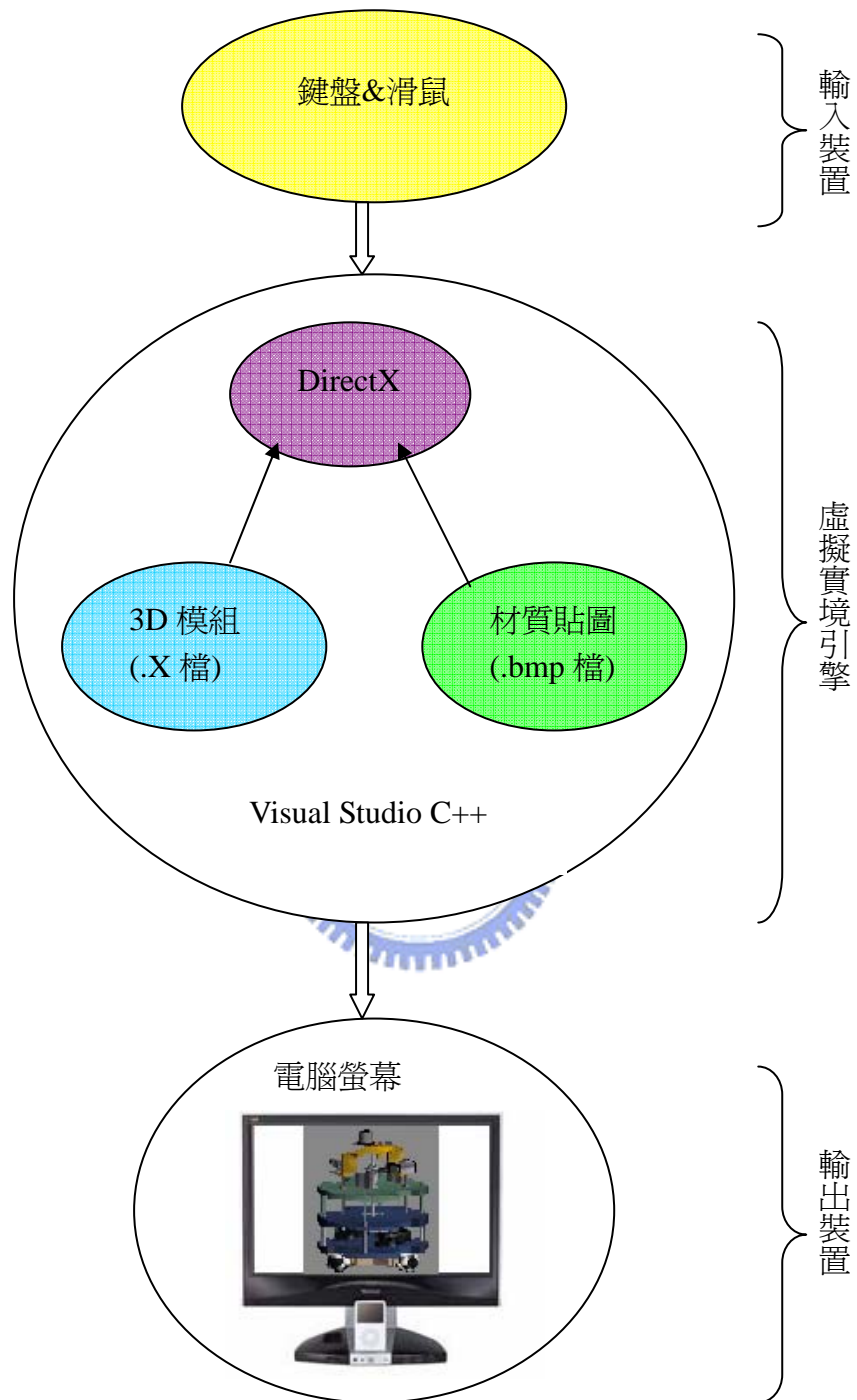 鍵盤&滑鼠
輸入裝置
DirectX
3D 模組
(.X 檔)
材質貼圖
(.bmp 檔)
Visual Studio C++
虛擬實境引擎
電腦螢幕
輸出裝置